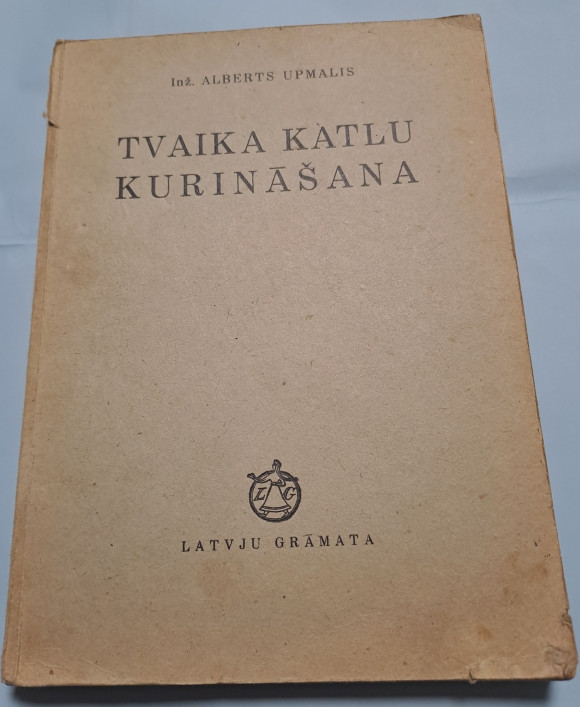 Inž. ALBERTS UPMALIS
TVAIKA KATLU
KURINĀŠANA
L G
LATVJU GRĀMATA